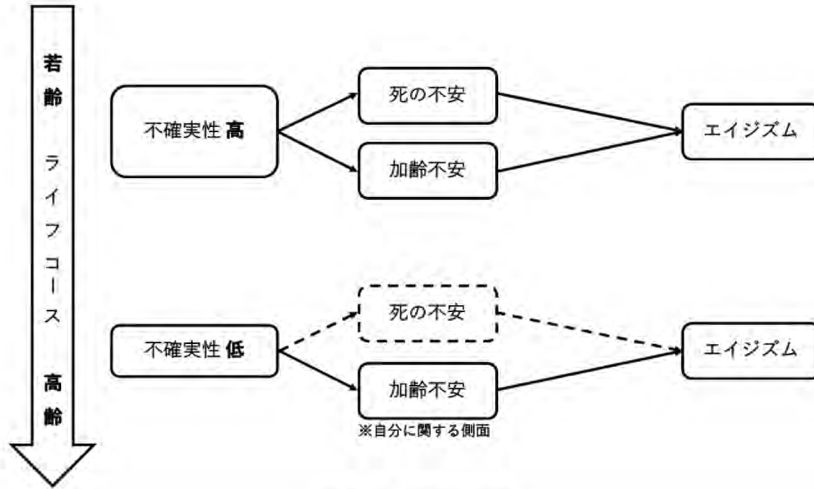 若齢 ライフコース 高齢
不確実性 高
死の不安
加齢不安
エイジズム
不確実性 低
死の不安
加齢不安
※自分に関する側面
エイジズム